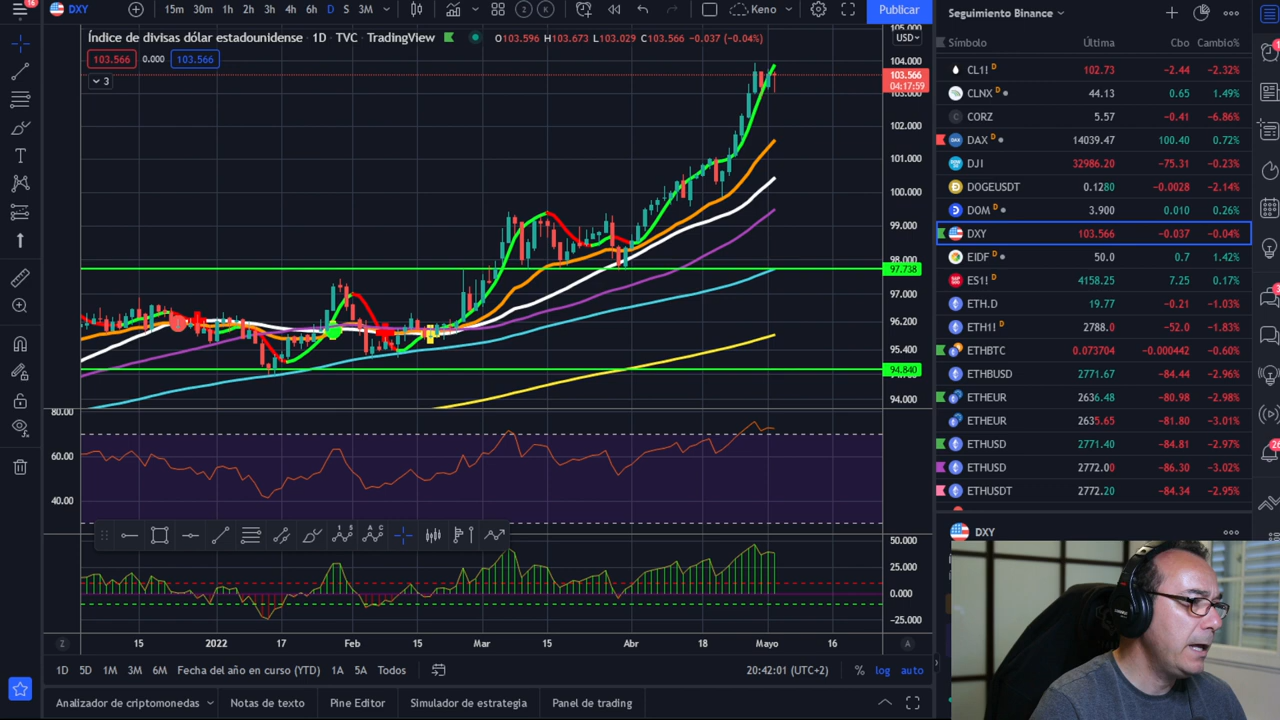 16
DXY
15m 30m 1h 2h 3h 4h 6h D S 3M
2
K
Keno
Publicar
Índice de divisas dólar estadounidense · 1D · TVC · TradingView
O103.596 H103.673 L103.029 C103.566 −0.037 (−0.04%)
USD
103.566 0.000 103.566
3
104.000
103.566
04:17:59
103.000
102.000
101.000
100.000
99.000
98.000
97.738
97.000
96.200
95.400
94.840
94.000
80.00
60.00
40.00
50.000
25.000
0.000
−25.000
Z
15 2022 17 Feb 15 Mar 15 Abr 18 Mayo 16
A
1D 5D 1M 3M 6M Fecha del año en curso (YTD) 1A 5A Todos
20:42:01 (UTC+2)
% log auto
Analizador de criptomonedas
Notas de texto
Pine Editor
Simulador de estrategia
Panel de trading
Seguimiento Binance
Símbolo Última Cbo Cambio%
CL1! D 102.73 −2.44 −2.32%
CLNX D 44.13 0.65 1.49%
CORZ 5.57 −0.41 −6.86%
DAX D 14039.47 100.40 0.72%
DJI 32986.20 −75.31 −0.23%
DOGEUSDT 0.1280 −0.0028 −2.14%
DOM D 3.900 0.010 0.26%
DXY 103.566 −0.037 −0.04%
EIDF D 50.0 0.7 1.42%
ES1! D 4158.25 7.25 0.17%
ETH.D 19.77 −0.21 −1.03%
ETH1! D 2788.0 −52.0 −1.83%
ETHBTC 0.073704 −0.000442 −0.60%
ETHBUSD 2771.67 −84.44 −2.96%
ETHEUR 2636.48 −80.98 −2.98%
ETHEUR 2635.65 −81.80 −3.01%
ETHUSD 2771.40 −84.81 −2.97%
ETHUSD 2772.00 −86.30 −3.02%
ETHUSDT 2772.20 −84.34 −2.95%
DXY